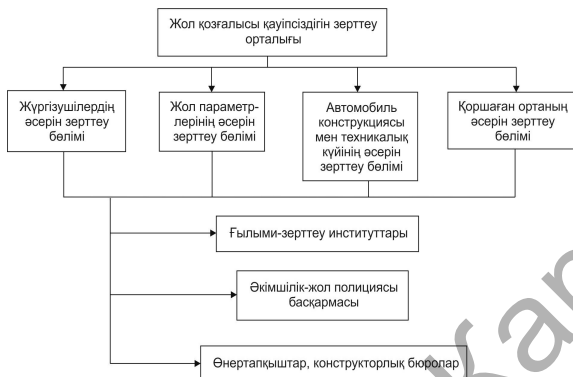 Жол қозғалысы қауіпсіздігін зерттеу
орталығы
Жүргізушілердің
әсерін зерттеу
бөлімі
Жол параметр-
лерінің әсерін
зерттеу бөлімі
Автомобиль
конструкциясы
мен техникалық
күйінің әсерін
зерттеу бөлімі
Қоршаған ортаның
әсерін зерттеу
бөлімі
Ғылыми-зерттеу институттары
Әкімшілік-жол полициясы
басқармасы
Өнертапқыштар, конструкторлық бюролар
Кар